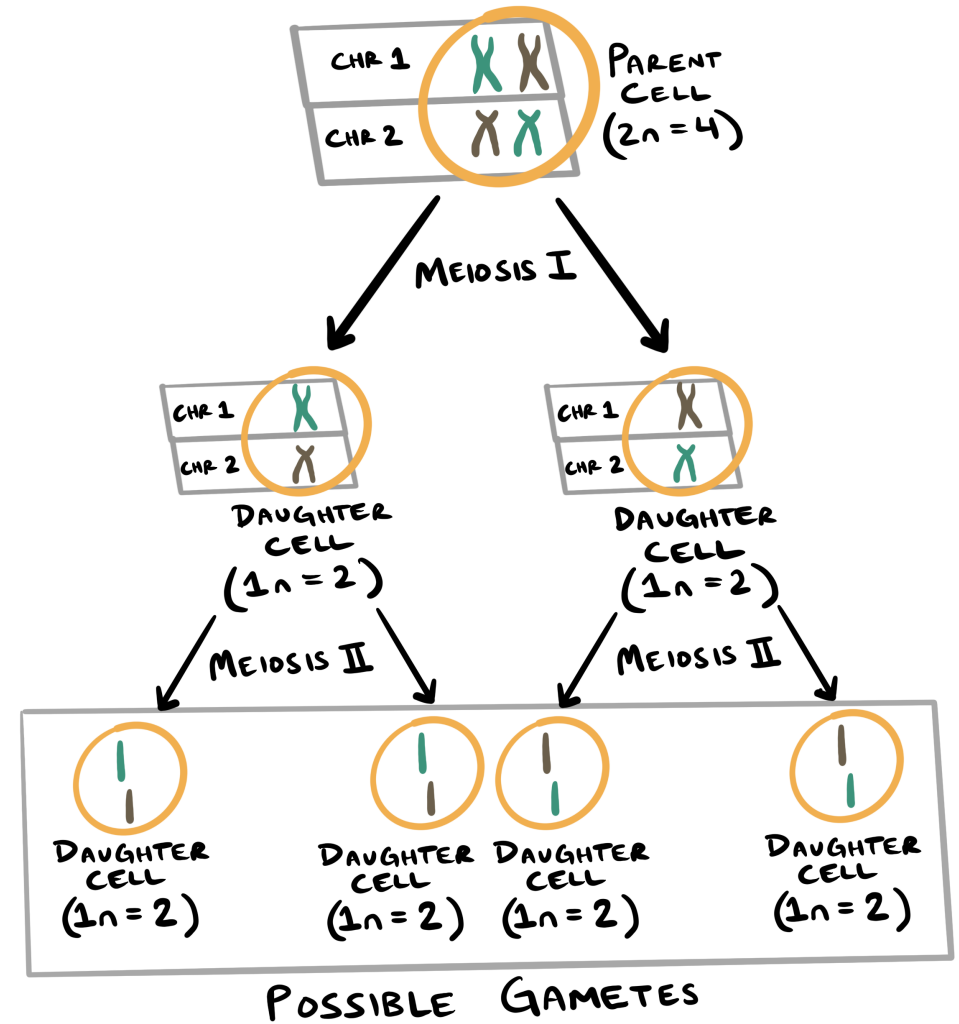 CHR 1
CHR 2
PARENT
CELL
(2n = 4)
MEIOSIS I
CHR 1
CHR 2
DAUGHTER
CELL
(1n = 2)
CHR 1
CHR 2
DAUGHTER
CELL
(1n = 2)
MEIOSIS II
MEIOSIS II
DAUGHTER
CELL
(1n = 2)
DAUGHTER
CELL
(1n = 2)
DAUGHTER
CELL
(1n = 2)
DAUGHTER
CELL
(1n = 2)
POSSIBLE GAMETES